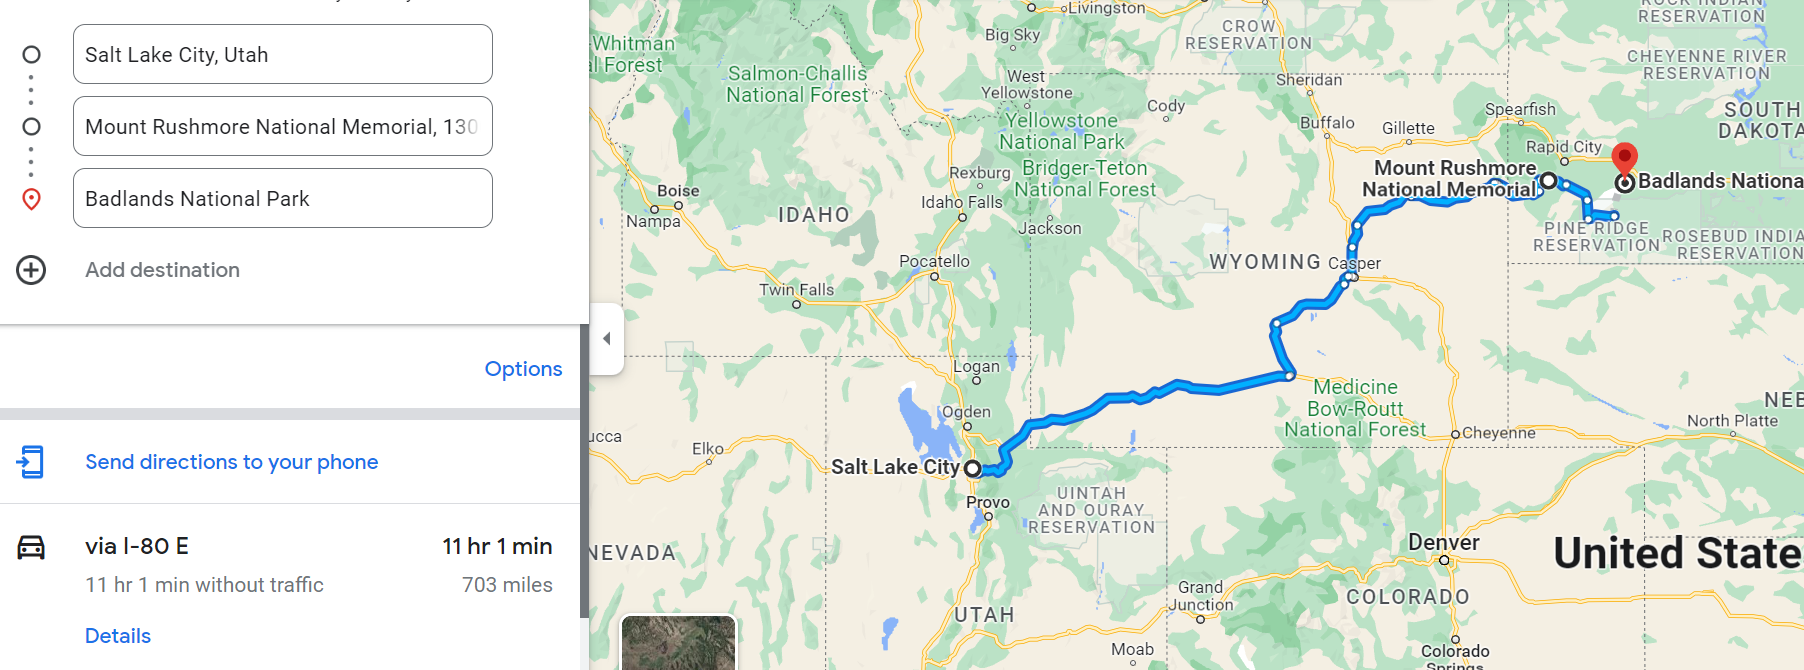 Salt Lake City, Utah
Mount Rushmore National Memorial, 130
Badlands National Park
Add destination
Options
Send directions to your phone
via I-80 E
11 hr 1 min
11 hr 1 min without traffic
703 miles
Details
Livingston
ROCK INDIAN
RESERVATION
Whitman
al Forest
Big Sky
CROW
RESERVATION
CHEYENNE RIVER
RESERVATION
Salmon-Challis
National Forest
West
Yellowstone
Sheridan
Cody
Spearfish
SOUTH
DAKOTA
Yellowstone
National Park
Buffalo
Gillette
Rapid City
Bridger-Teton
National Forest
Mount Rushmore
National Memorial
Badlands Nationa
Rexburg
Boise
Nampa
IDAHO
Idaho Falls
Jackson
PINE RIDGE
RESERVATION
ROSEBUD INDIA
RESERVATION
WYOMING
Casper
Pocatello
Twin Falls
Logan
Medicine
Bow-Routt
National Forest
NEB
Ogden
North Platte
Cheyenne
ucca
Elko
Salt Lake City
Provo
UINTAH
AND OURAY
RESERVATION
NEVADA
Denver
United State
Grand
Junction
COLORADO
UTAH
Moab
Colorado
Springs